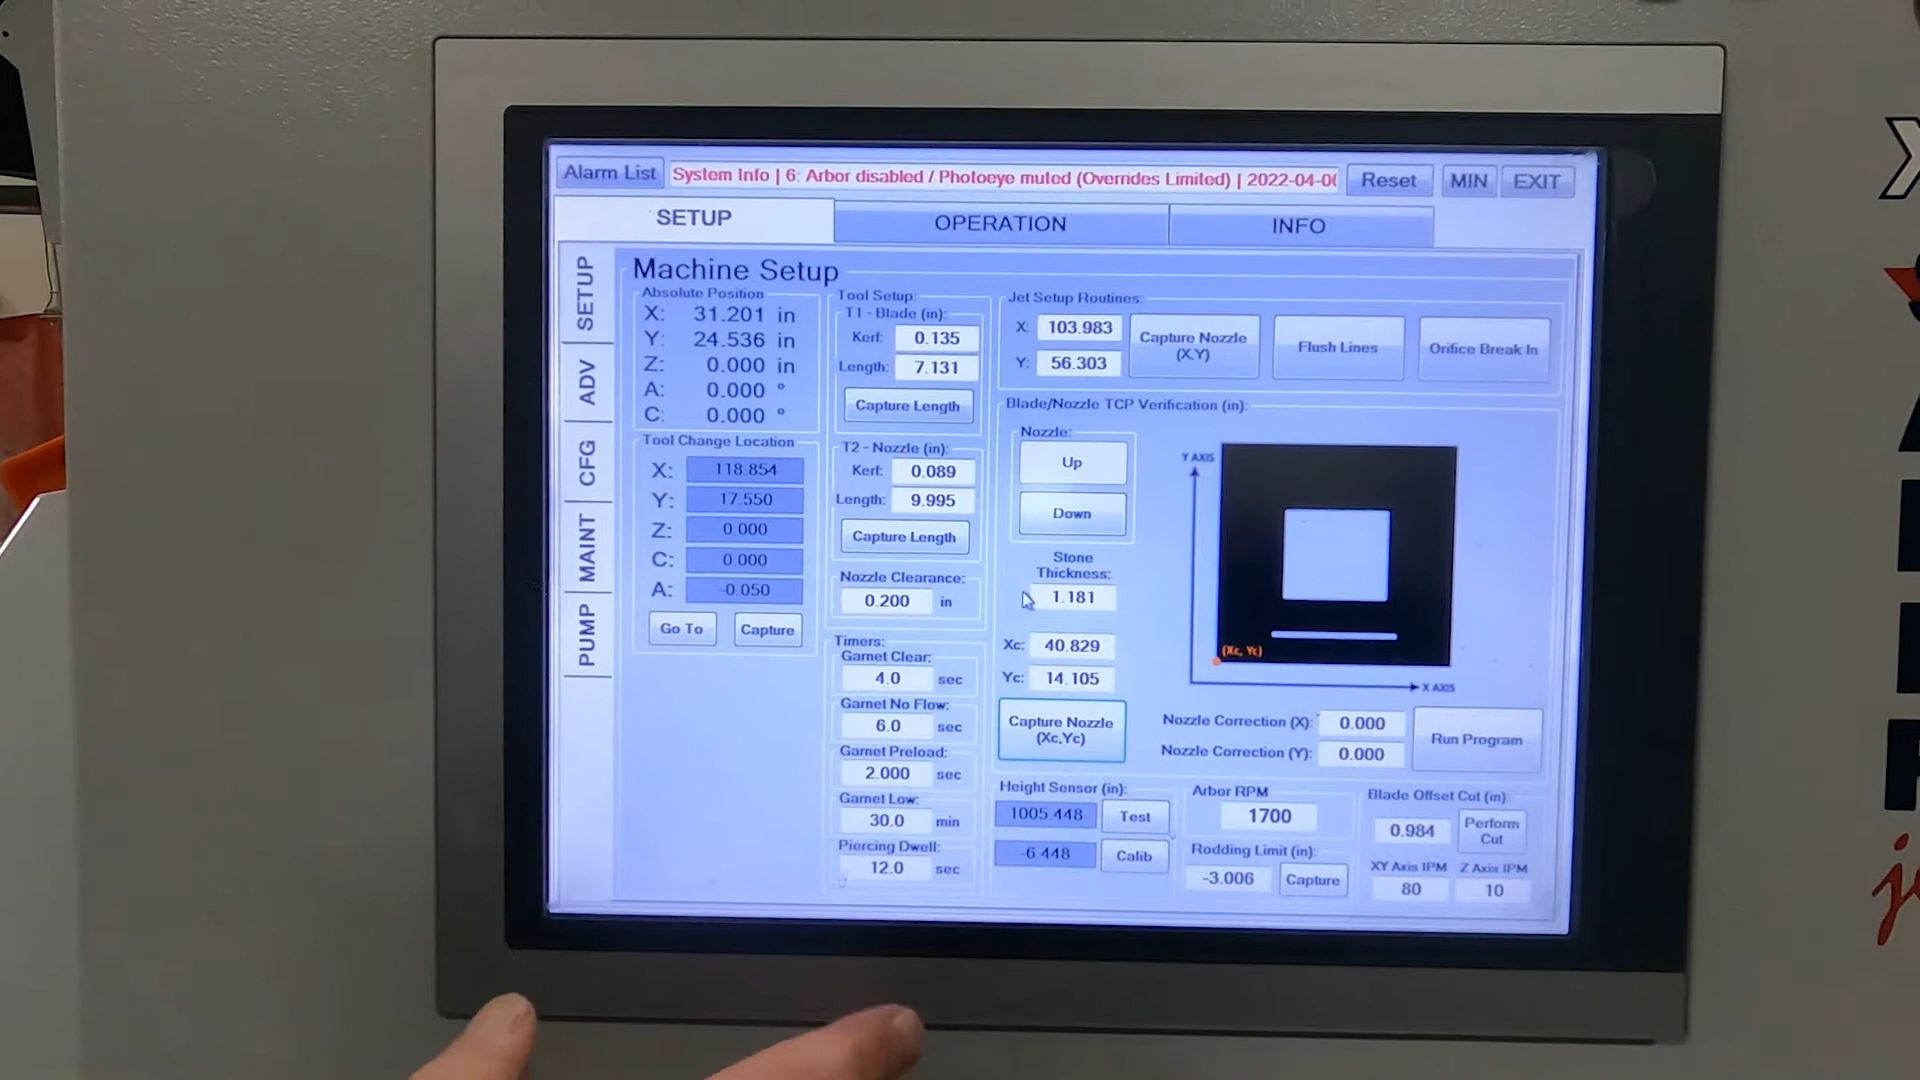 Alarm List
System Info | 6: Arbor disabled / Photoeye muted (Overrides Limited) | 2022-04-0
Reset
MIN
EXIT
SETUP
OPERATION
INFO
SETUP
ADV
CFG
MAINT
PUMP
Machine Setup
Absolute Position
X: 31.201 in
Y: 24.536 in
Z: 0.000 in
A: 0.000 °
C: 0.000 °
Tool Change Location
X: 118.854
Y: 17.550
Z: 0.000
C: 0.000
A: -0.050
Go To
Capture
Tool Setup:
T1 - Blade (in):
Kerf: 0.135
Length: 7.131
Capture Length
T2 - Nozzle (in):
Kerf: 0.089
Length: 9.995
Capture Length
Nozzle Clearance:
0.200 in
Timers:
Garnet Clear:
4.0 sec
Garnet No Flow:
6.0 sec
Garnet Preload:
2.000 sec
Garnet Low:
30.0 min
Piercing Dwell:
12.0 sec
Jet Setup Routines:
X: 103.983
Y: 56.303
Capture Nozzle
(X,Y)
Flush Lines
Orifice Break In
Blade/Nozzle TCP Verification (in):
Nozzle:
Up
Down
Stone
Thickness:
1.181
Xc: 40.829
Yc: 14.105
Capture Nozzle
(Xc,Yc)
Y AXIS
(Xc, Yc)
X AXIS
Nozzle Correction (X): 0.000
Nozzle Correction (Y): 0.000
Run Program
Height Sensor (in):
1005.448
Test
-6.448
Calib
Arbor RPM
1700
Rodding Limit (in):
-3.006
Capture
Blade Offset Cut (in)
0.984
Perform
Cut
XY Axis IPM
Z Axis IPM
80
10